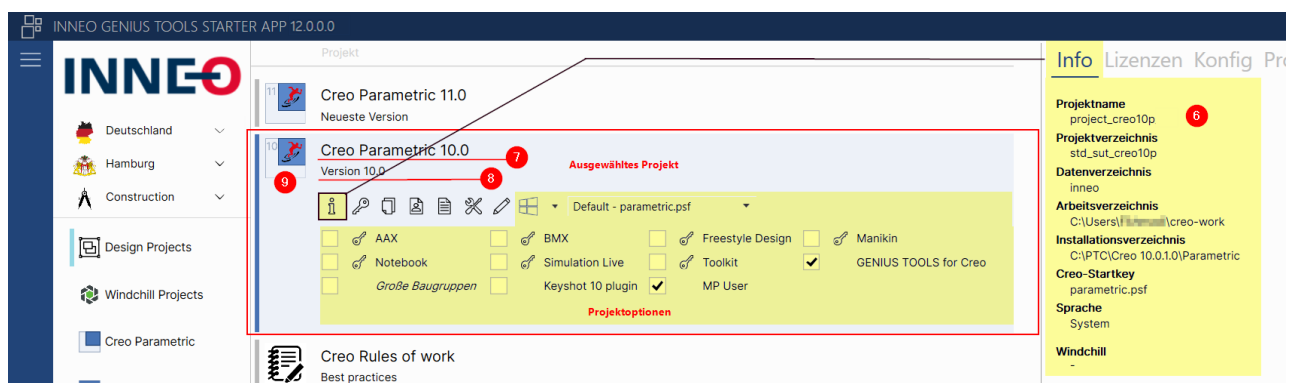 INNEO GENIUS TOOLS STARTER APP 12.0.0.0
INNEO
Deutschland
Hamburg
Construction
Design Projects
Windchill Projects
Creo Parametric
Projekt
11
Creo Parametric 11.0
Neueste Version
10
Creo Parametric 10.0
7
Version 10.0
8
9
Ausgewähltes Projekt
Default - parametric.psf
AAX BMX Freestyle Design Manikin
Notebook Simulation Live Toolkit GENIUS TOOLS for Creo
Große Baugruppen Keyshot 10 plugin MP User
Projektoptionen
Creo Rules of work
Best practices
Info Lizenzen Konfig
Projektname
project_creo10p
6
Projektverzeichnis
std_sut_creo10p
Datenverzeichnis
inneo
Arbeitsverzeichnis
C:\Users\ \creo-work
Installationsverzeichnis
C:\PTC\Creo 10.0.1.0\Parametric
Creo-Startkey
parametric.psf
Sprache
System
Windchill
-